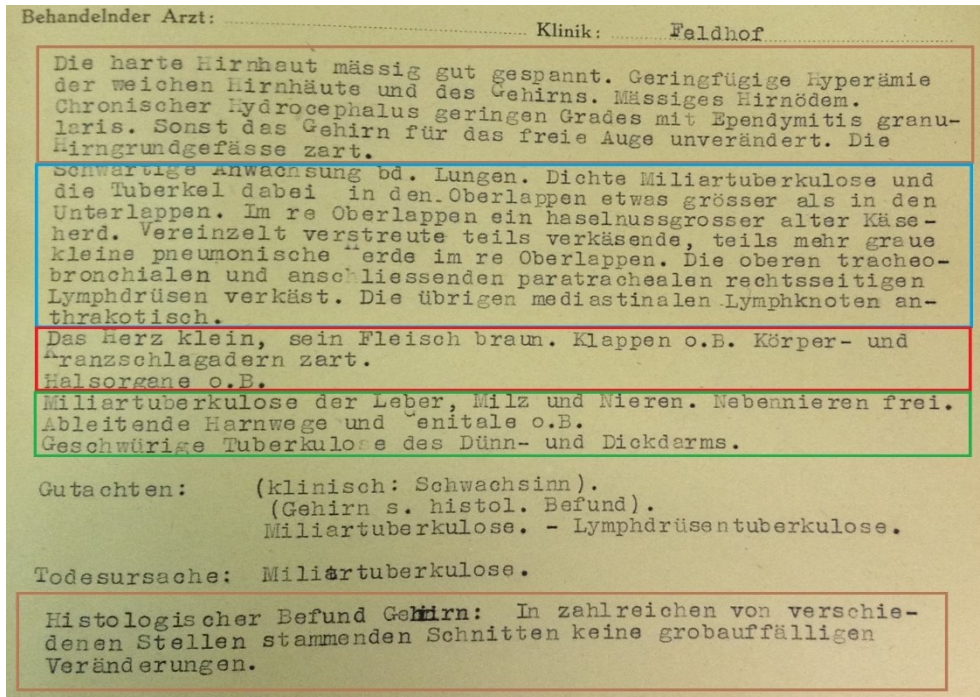 Behandelnder Arzt:
Klinik: Feldhof
Die harte Hirnhaut mässig gut gespannt. Geringfügige Hyperämie
der weichen Hirnhäute und des Gehirns. Mässiges Hirnödem.
Chronischer Hydrocephalus geringen Grades mit Ependymitis granu-
laris. Sonst das Gehirn für das freie Auge unverändert. Die
Hirngrundgefässe zart.
Schwartige Anwachsung bd. Lungen. Dichte Miliartuberkulose und
die Tuberkel dabei in den Oberlappen etwas grösser als in den
Unterlappen. Im re Oberlappen ein haselnussgrosser alter Käse-
herd. Vereinzelt verstreute teils verkäsende, teils mehr graue
kleine pneumonische Herde im re Oberlappen. Die oberen tracheo-
bronchialen und anschliessenden paratrachealen rechtsseitigen
Lymphdrüsen verkäst. Die übrigen mediastinalen Lymphknoten an-
thrakotisch.
Das Herz klein, sein Fleisch braun. Klappen o.B. Körper- und
Kranzschlagadern zart.
Halsorgane o.B.
Miliartuberkulose der Leber, Milz und Nieren. Nebennieren frei.
Ableitende Harnwege und Genitale o.B.
Geschwürige Tuberkulose des Dünn- und Dickdarms.
Gutachten: (klinisch: Schwachsinn).
(Gehirn s. histol. Befund).
Miliartuberkulose. - Lymphdrüsentuberkulose.
Todesursache: Miliartuberkulose.
Histologischer Befund Gehirn: In zahlreichen von verschie-
denen Stellen stammenden Schnitten keine grobauffälligen
Veränderungen.